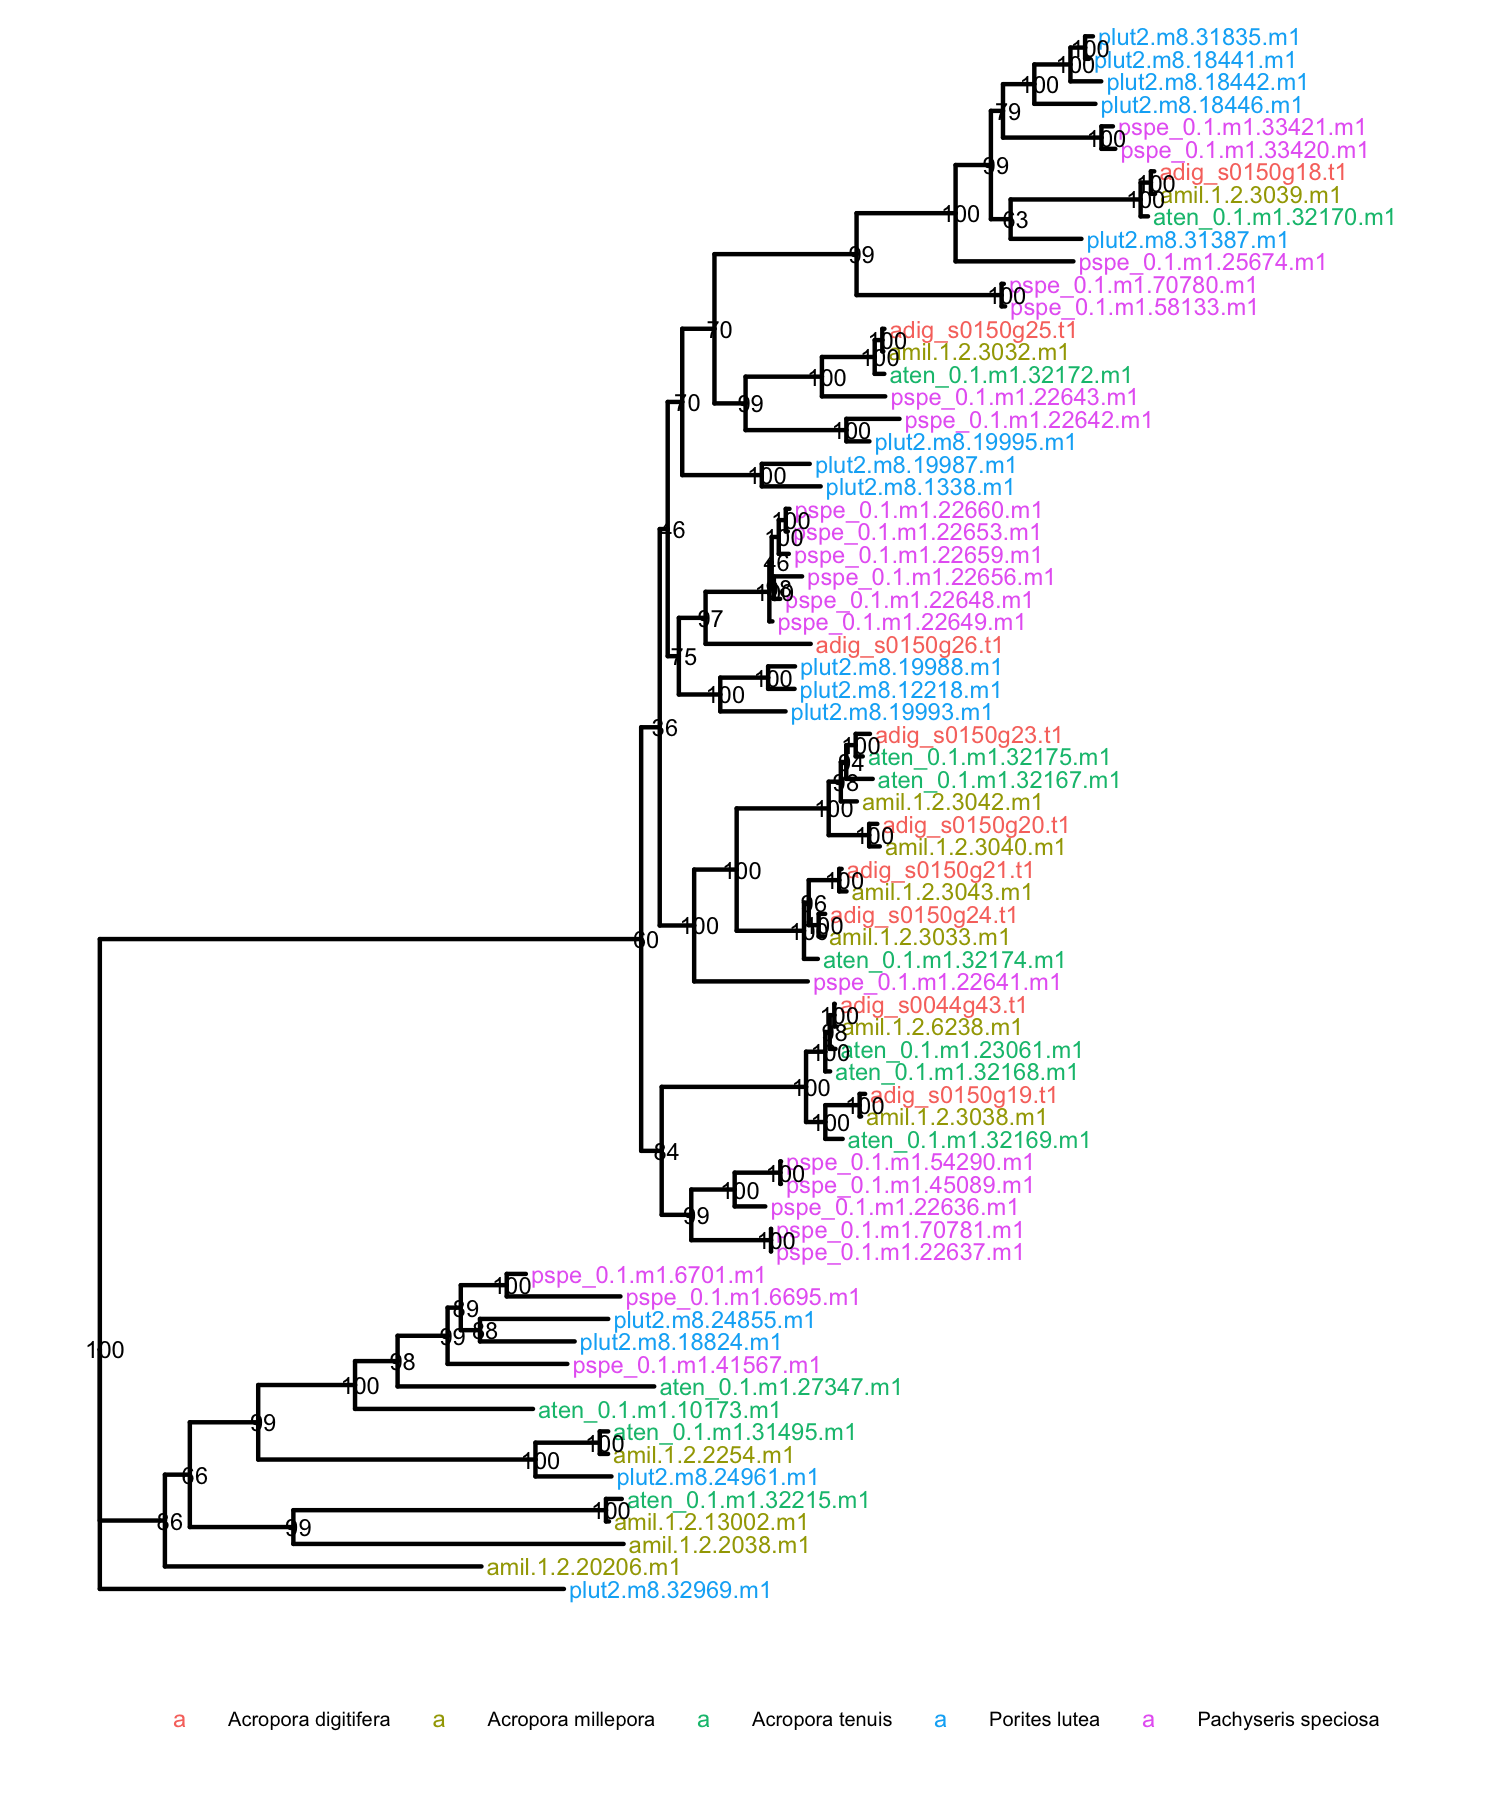 plut2.m8.31835.m1
100
plut2.m8.18441.m1
100
plut2.m8.18442.m1
100
plut2.m8.18446.m1
79
pspe_0.1.m1.33421.m1
100
pspe_0.1.m1.33420.m1
99
adig_s0150g18.t1
100
amil.1.2.3039.m1
100
aten_0.1.m1.32170.m1
63
plut2.m8.31387.m1
100
pspe_0.1.m1.25674.m1
99
pspe_0.1.m1.70780.m1
100
pspe_0.1.m1.58133.m1
70
adig_s0150g25.t1
100
amil.1.2.3032.m1
100
aten_0.1.m1.32172.m1
100
pspe_0.1.m1.22643.m1
99
pspe_0.1.m1.22642.m1
100
plut2.m8.19995.m1
70
plut2.m8.19987.m1
100
plut2.m8.1338.m1
46
pspe_0.1.m1.22660.m1
100
pspe_0.1.m1.22653.m1
100
pspe_0.1.m1.22659.m1
46
pspe_0.1.m1.22656.m1
98
100
pspe_0.1.m1.22648.m1
pspe_0.1.m1.22649.m1
97
adig_s0150g26.t1
75
plut2.m8.19988.m1
100
plut2.m8.12218.m1
100
plut2.m8.19993.m1
36
adig_s0150g23.t1
100
aten_0.1.m1.32175.m1
94
aten_0.1.m1.32167.m1
98
amil.1.2.3042.m1
100
adig_s0150g20.t1
100
amil.1.2.3040.m1
100
adig_s0150g21.t1
100
amil.1.2.3043.m1
96
adig_s0150g24.t1
100
amil.1.2.3033.m1
100
aten_0.1.m1.32174.m1
100
pspe_0.1.m1.22641.m1
60
adig_s0044g43.t1
100
amil.1.2.6238.m1
98
aten_0.1.m1.23061.m1
100
aten_0.1.m1.32168.m1
100
adig_s0150g19.t1
100
amil.1.2.3038.m1
100
aten_0.1.m1.32169.m1
84
pspe_0.1.m1.54290.m1
100
pspe_0.1.m1.45089.m1
100
pspe_0.1.m1.22636.m1
99
pspe_0.1.m1.70781.m1
100
pspe_0.1.m1.22637.m1
pspe_0.1.m1.6701.m1
100
pspe_0.1.m1.6695.m1
89
plut2.m8.24855.m1
88
plut2.m8.18824.m1
99
pspe_0.1.m1.41567.m1
100
98
aten_0.1.m1.27347.m1
100
aten_0.1.m1.10173.m1
99
aten_0.1.m1.31495.m1
100
amil.1.2.2254.m1
100
plut2.m8.24961.m1
66
aten_0.1.m1.32215.m1
100
amil.1.2.13002.m1
99
amil.1.2.2038.m1
86
amil.1.2.20206.m1
plut2.m8.32969.m1
a Acropora digitifera a Acropora millepora a Acropora tenuis a Porites lutea a Pachyseris speciosa